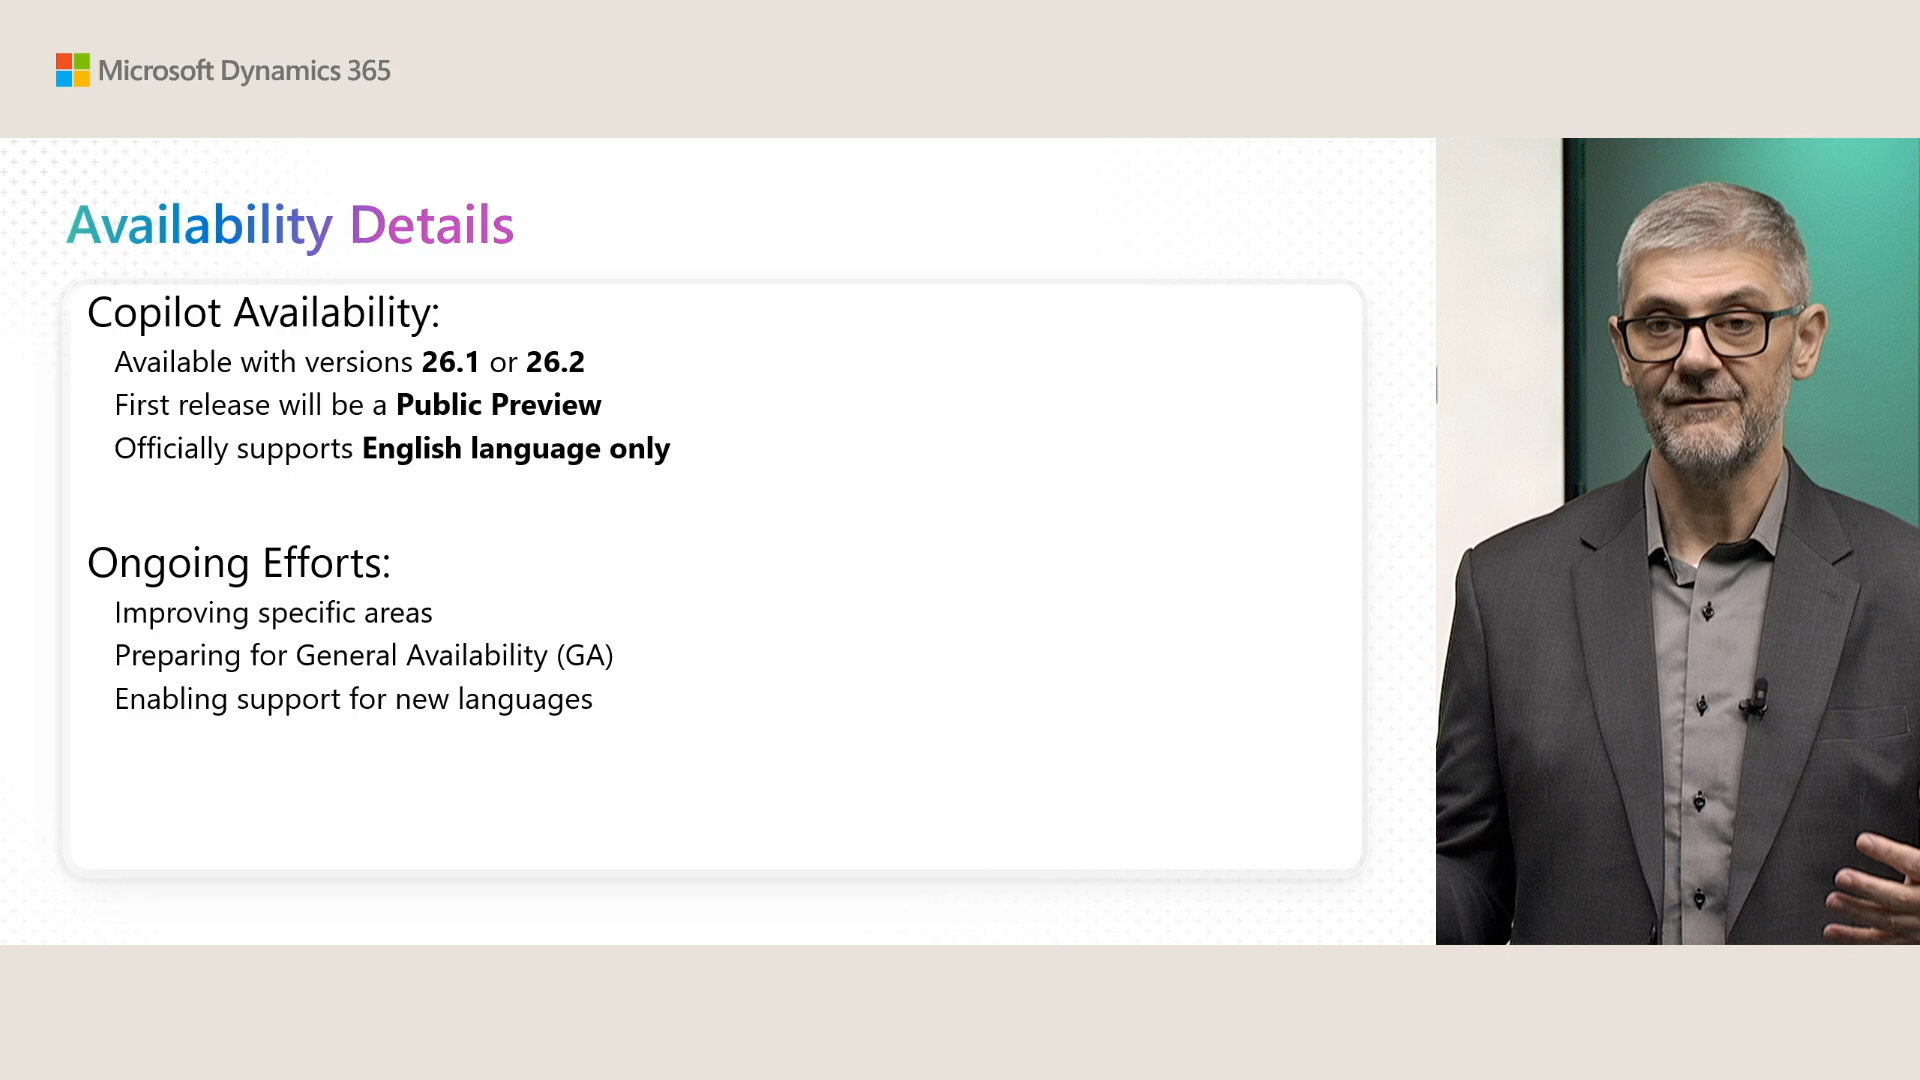 Microsoft Dynamics 365
Availability Details
Copilot Availability:
Available with versions 26.1 or 26.2
First release will be a Public Preview
Officially supports English language only
Ongoing Efforts:
Improving specific areas
Preparing for General Availability (GA)
Enabling support for new languages